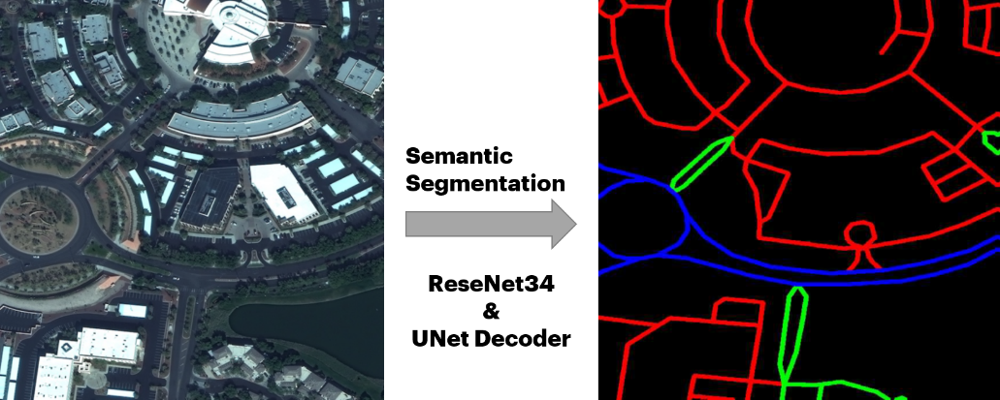 Semantic
Segmentation
ReseNet34
&
UNet Decoder